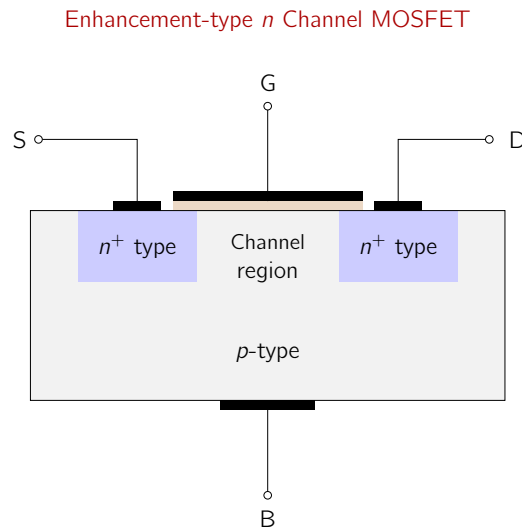 Enhancement-type n Channel MOSFET
G
S
D
n⁺ type
Channel
region
n⁺ type
p-type
B